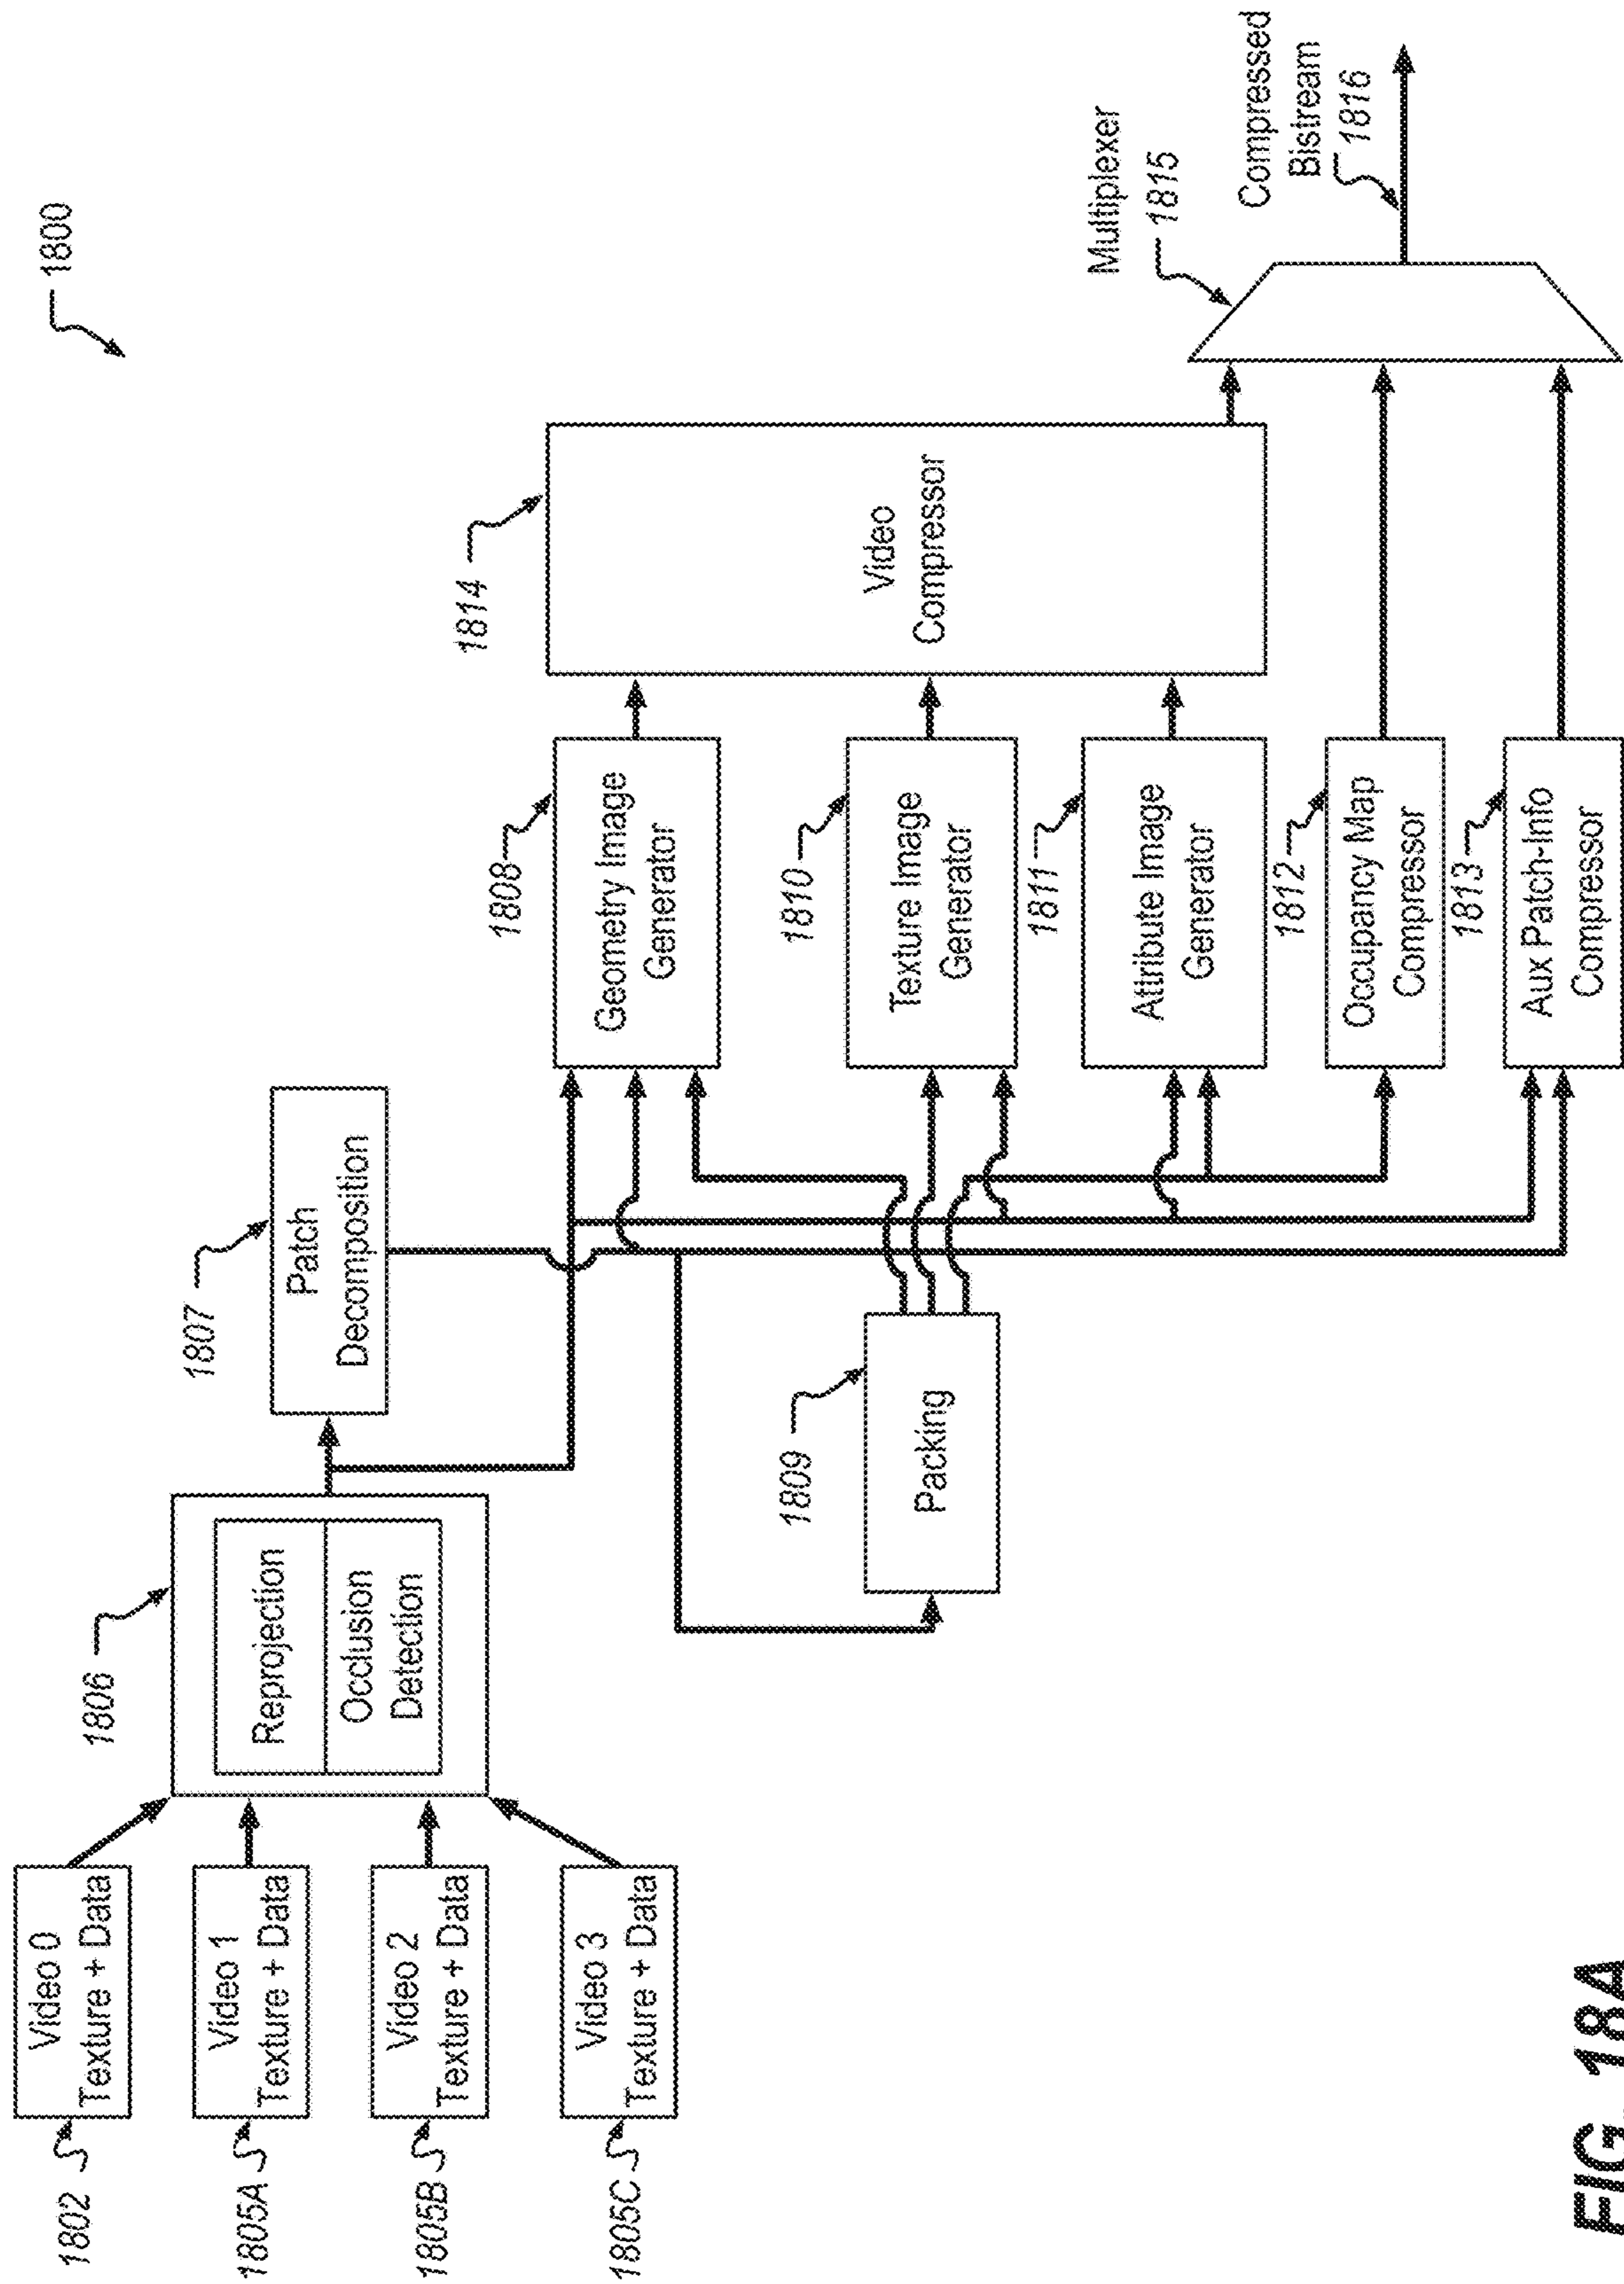 1800
1802
Video 0
Texture + Data
1805A
Video 1
Texture + Data
1805B
Video 2
Texture + Data
1805C
Video 3
Texture + Data
1806
Reprojection
Occlusion
Detection
1807
Patch
Decomposition
1809
Packing
1808
Geometry Image
Generator
1810
Texture Image
Generator
1811
Attribute Image
Generator
1812
Occupancy Map
Compressor
1813
Aux Patch-Info
Compressor
1814
Video
Compressor
Multiplexer
1815
Compressed
Bistream
1816
FIG. 18A